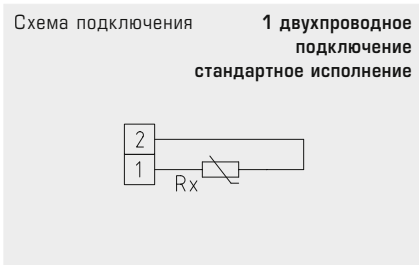 Схема подключения
1 двухпроводное
подключение
стандартное исполнение
2
1
Rx